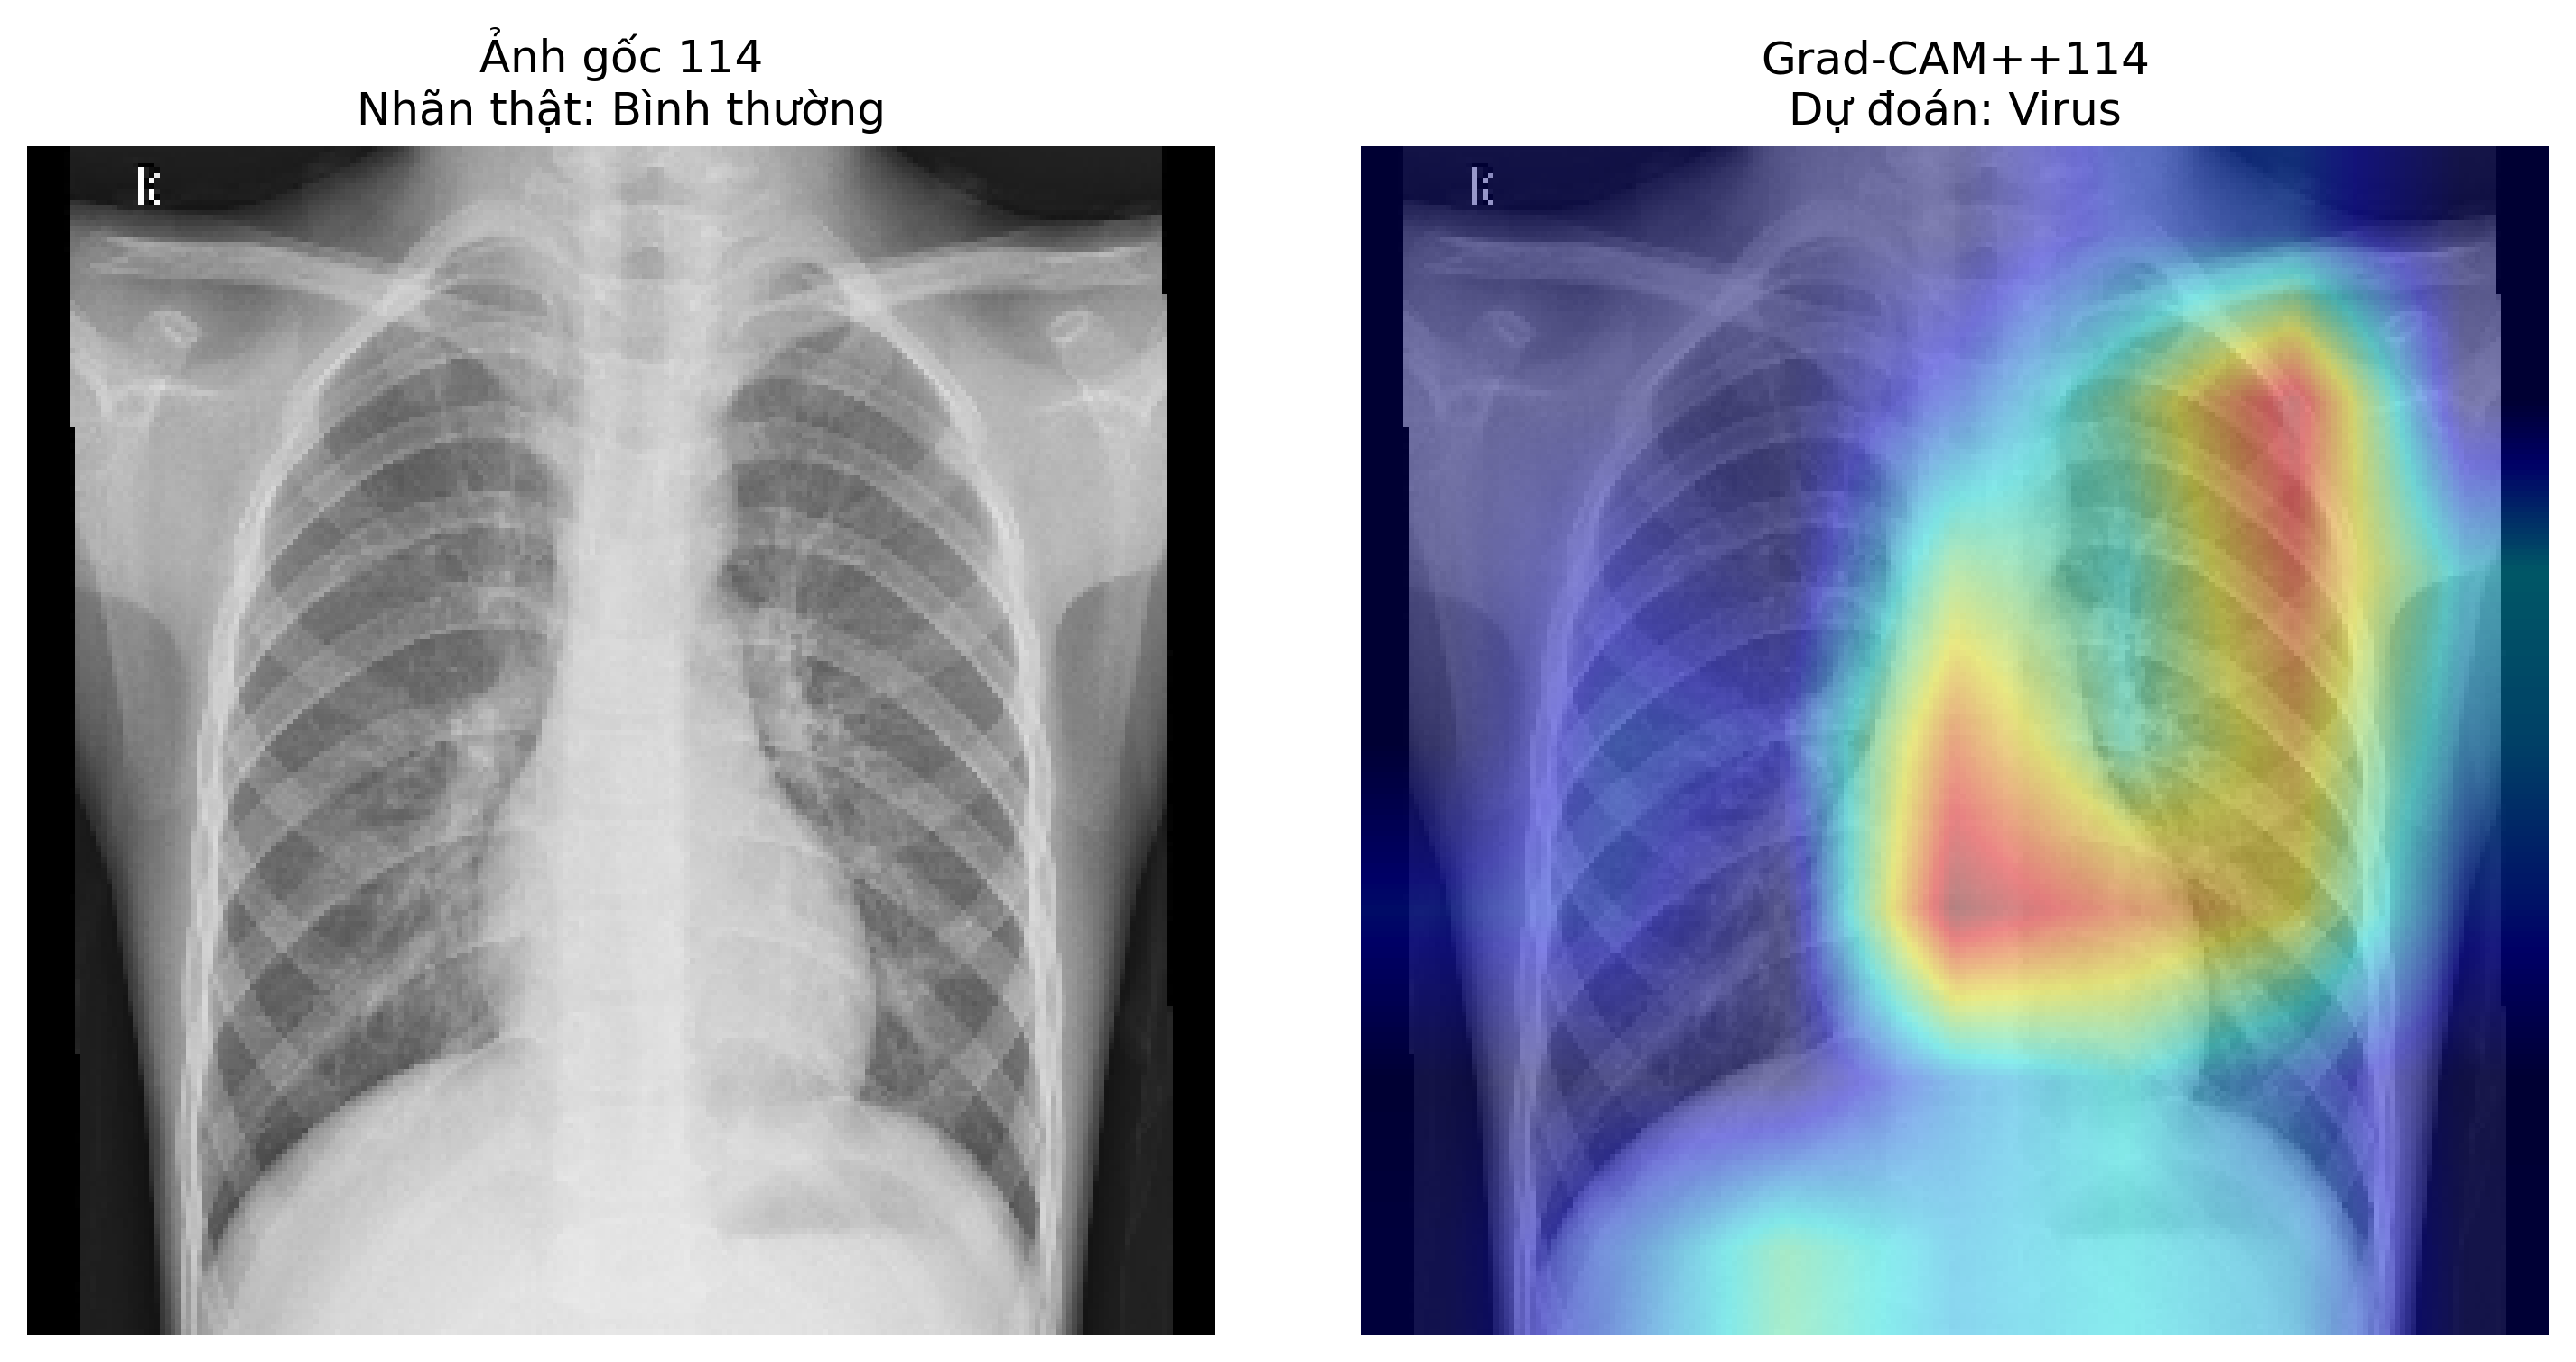 Ảnh gốc 114
Nhãn thật: Bình thường
Grad-CAM++114
Dự đoán: Virus